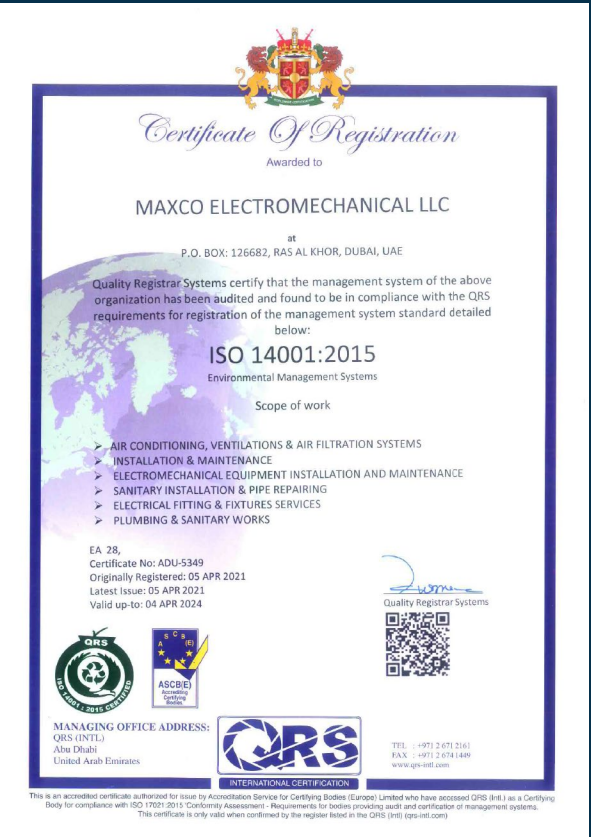 Certificate Of Registration
Awarded to
MAXCO ELECTROMECHANICAL LLC
at
P.O. BOX: 126682, RAS AL KHOR, DUBAI, UAE
Quality Registrar Systems certify that the management system of the above
organization has been audited and found to be in compliance with the QRS
requirements for registration of the management system standard detailed
below:
ISO 14001:2015
Environmental Management Systems
Scope of work
➢ AIR CONDITIONING, VENTILATIONS & AIR FILTRATION SYSTEMS
➢ INSTALLATION & MAINTENANCE
➢ ELECTROMECHANICAL EQUIPMENT INSTALLATION AND MAINTENANCE
➢ SANITARY INSTALLATION & PIPE REPAIRING
➢ ELECTRICAL FITTING & FIXTURES SERVICES
➢ PLUMBING & SANITARY WORKS
EA 28,
Certificate No: ADU-5349
Originally Registered: 05 APR 2021
Latest Issue: 05 APR 2021
Valid up-to: 04 APR 2024
Quality Registrar Systems
QRS
ISO 14001 : 2015 CERTIFIED
A S C B (E)
ASCB(E)
Accrediting
Certifying
Bodies.
MANAGING OFFICE ADDRESS:
QRS (INTL)
Abu Dhabi
United Arab Emirates
QRS
INTERNATIONAL CERTIFICATION
TEL : +971 2 671 2161
FAX : +971 2 674 1449
www.qrs-intl.com
This is an accredited certificate authorized for issue by Accreditation Service for Certifying Bodies (Europe) Limited who have accessed QRS (Intl.) as a Certifying
Body for compliance with ISO 17021:2015 'Conformity Assessment - Requirements for bodies providing audit and certification of management systems.
This certificate is only valid when confirmed by the register listed in the QRS (Intl) (qrs-intl.com)